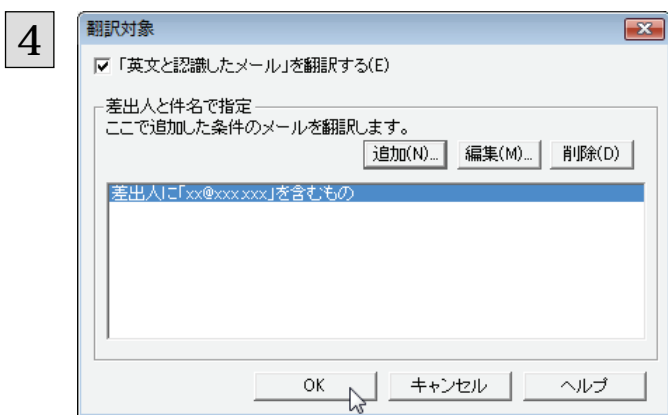 4
翻訳対象
「英文と認識したメール」を翻訳する(E)
差出人と件名で指定
ここで追加した条件のメールを翻訳します。
追加(N)... 編集(M)... 削除(D)
差出人に「xx@xxx.xxx」を含むもの
OK キャンセル ヘルプ